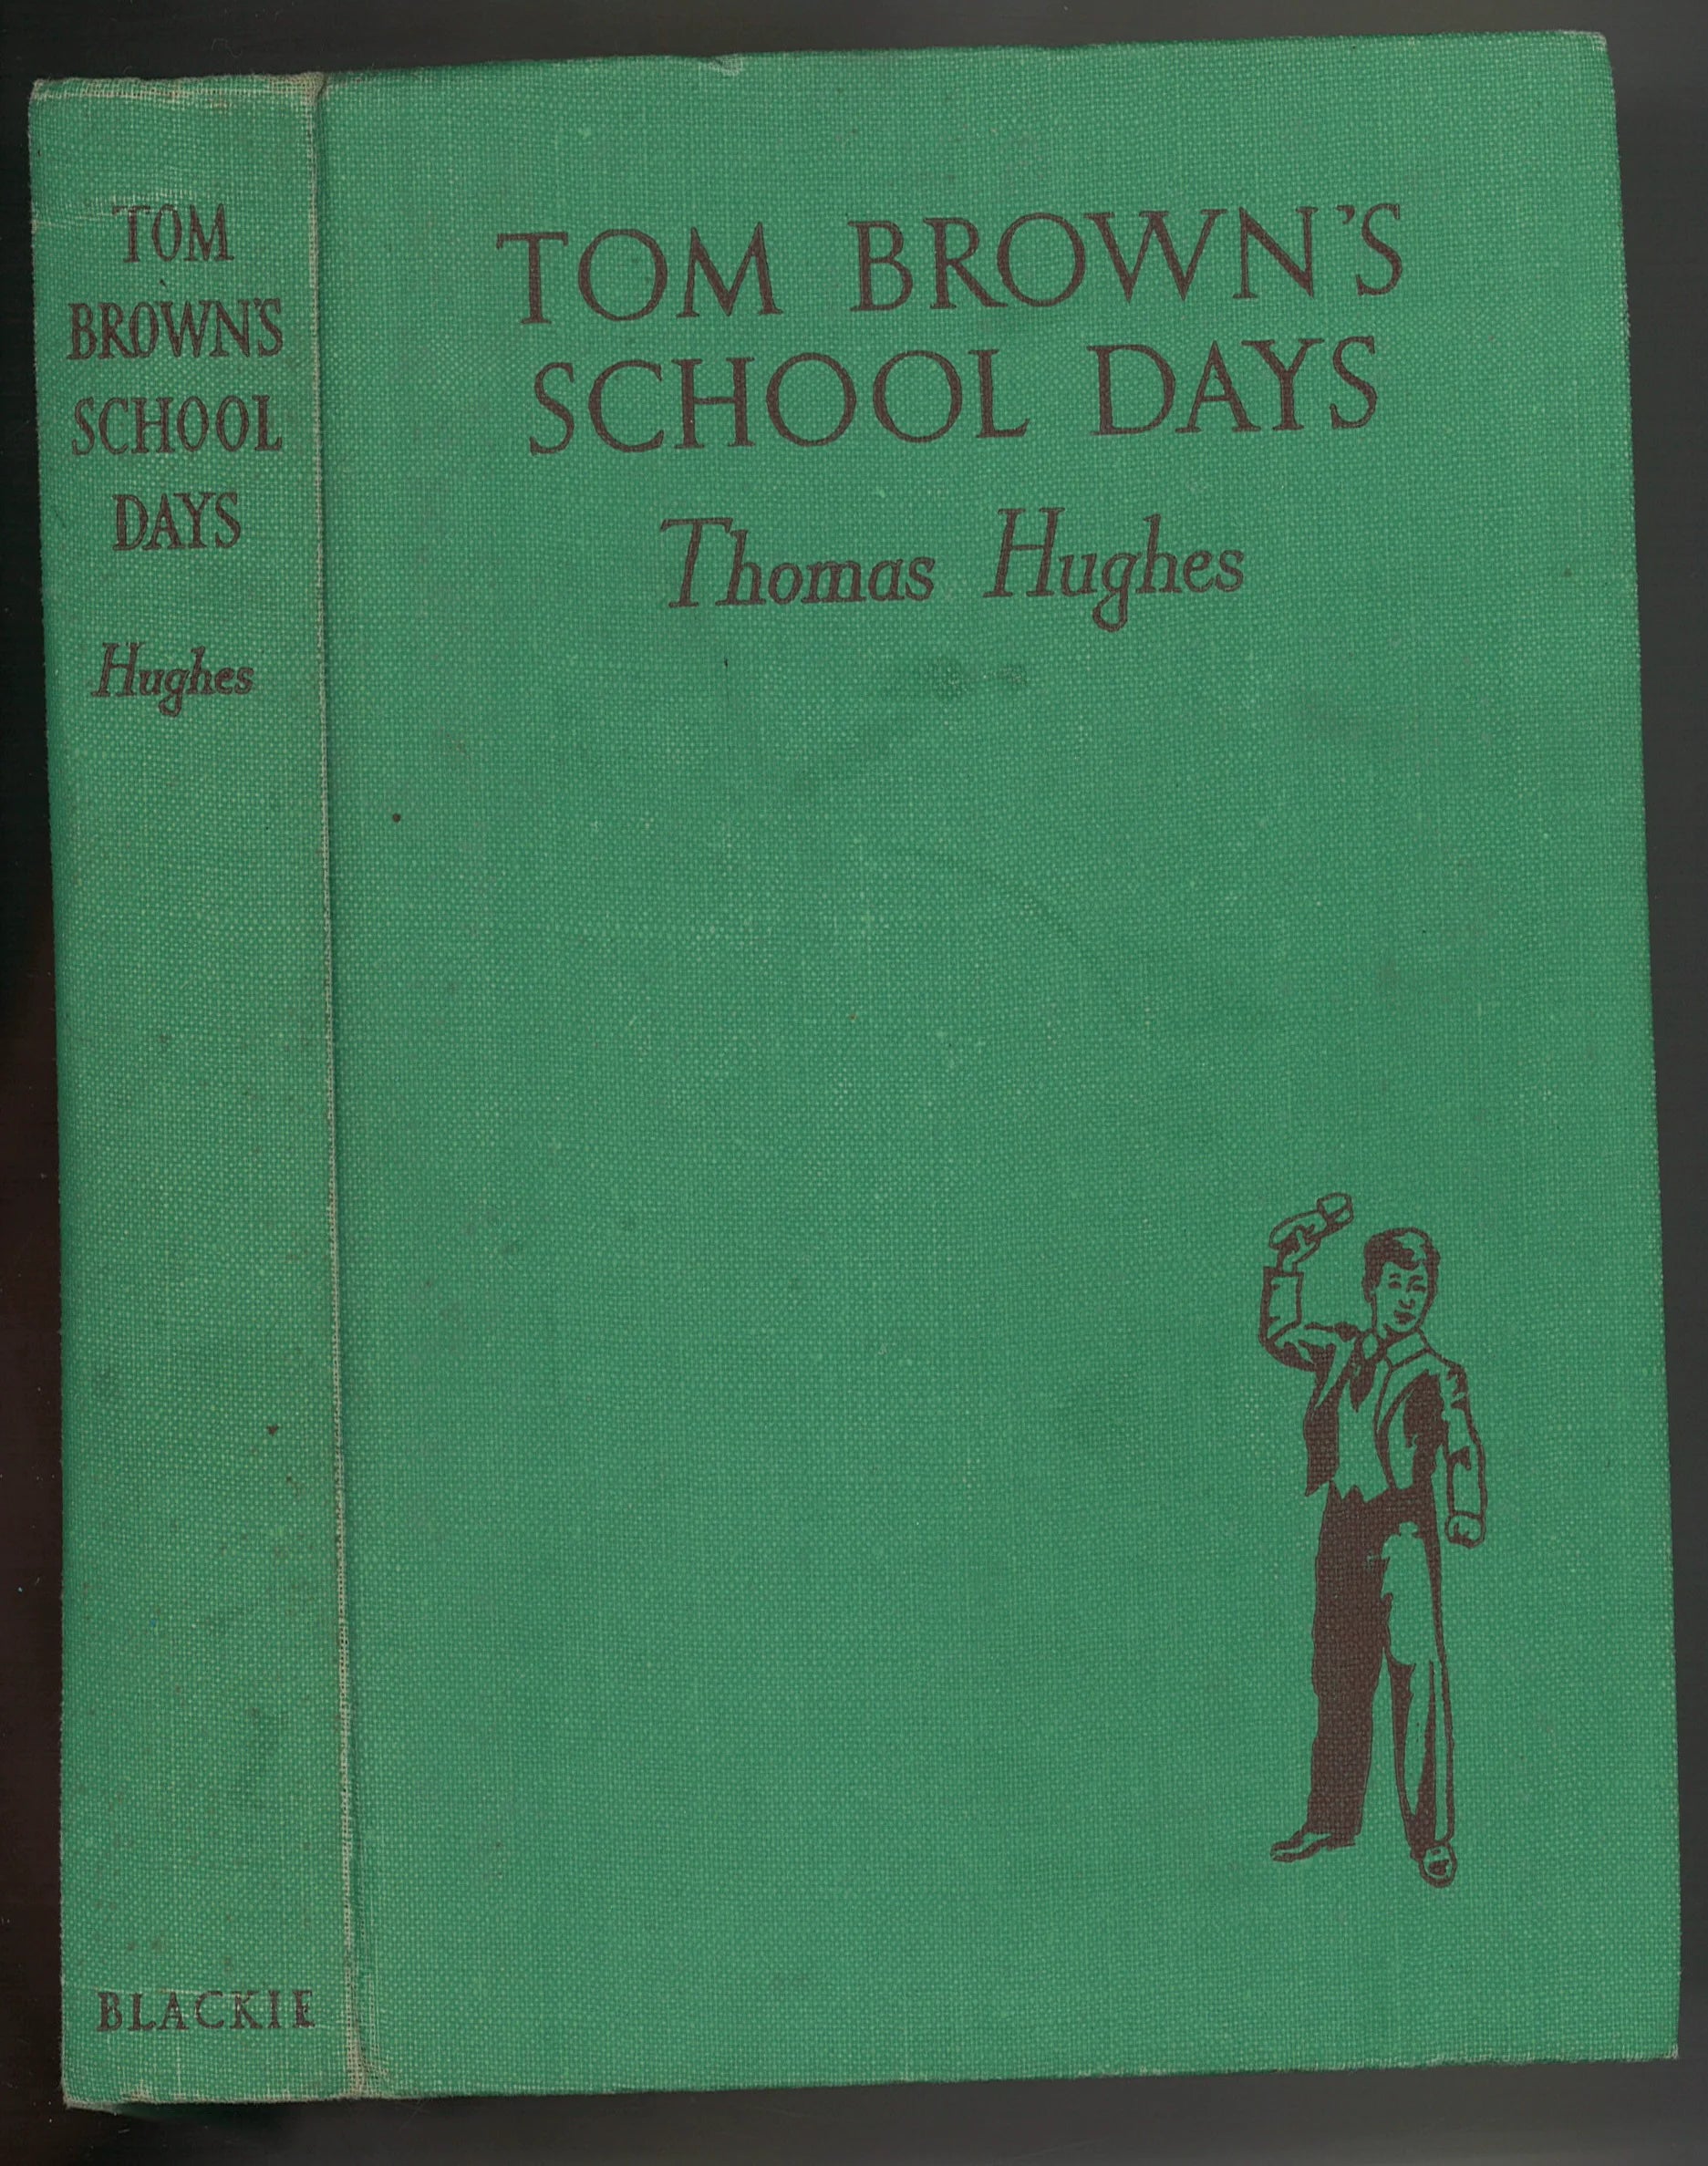 TOM
BROWN'S
SCHOOL
DAYS
Hughes
BLACKIE
TOM BROWN'S
SCHOOL DAYS
Thomas Hughes